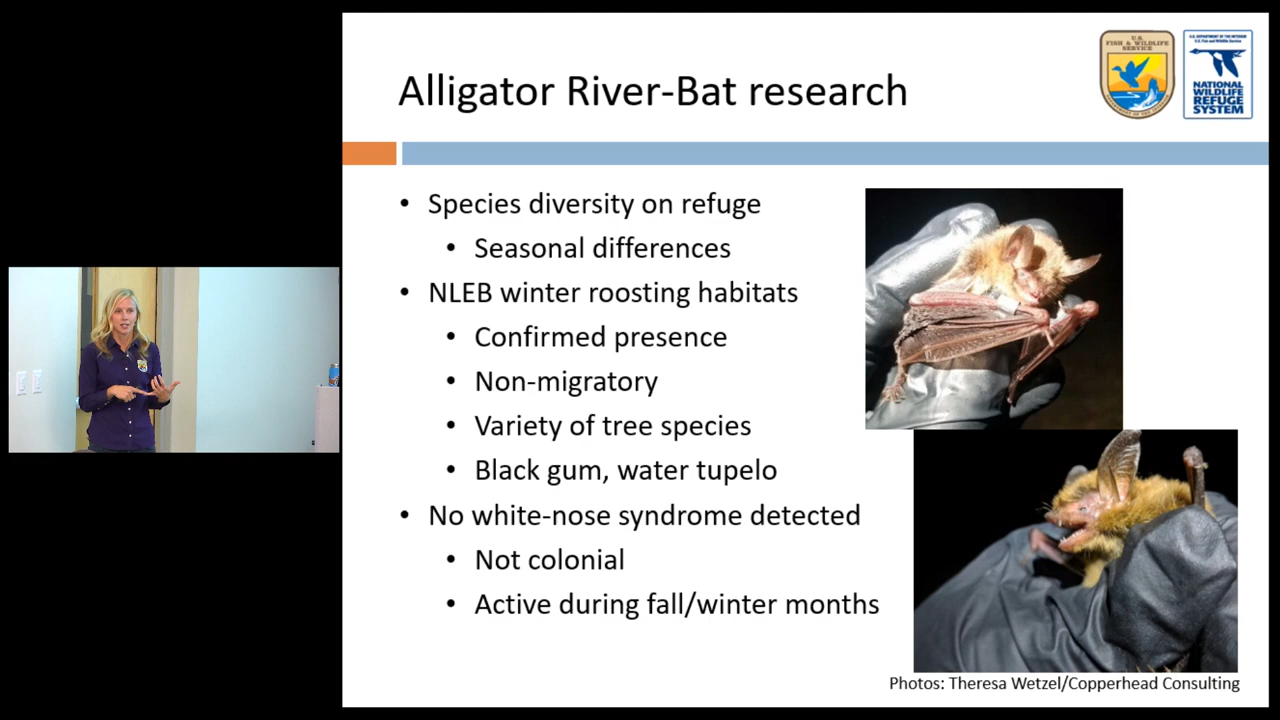 Alligator River-Bat research
U.S.
FISH & WILDLIFE
SERVICE
U.S. DEPARTMENT OF THE INTERIOR
U.S. Fish and Wildlife Service
NATIONAL
WILDLIFE
REFUGE
SYSTEM
• Species diversity on refuge
• Seasonal differences
• NLEB winter roosting habitats
• Confirmed presence
• Non-migratory
• Variety of tree species
• Black gum, water tupelo
• No white-nose syndrome detected
• Not colonial
• Active during fall/winter months
Photos: Theresa Wetzel/Copperhead Consulting